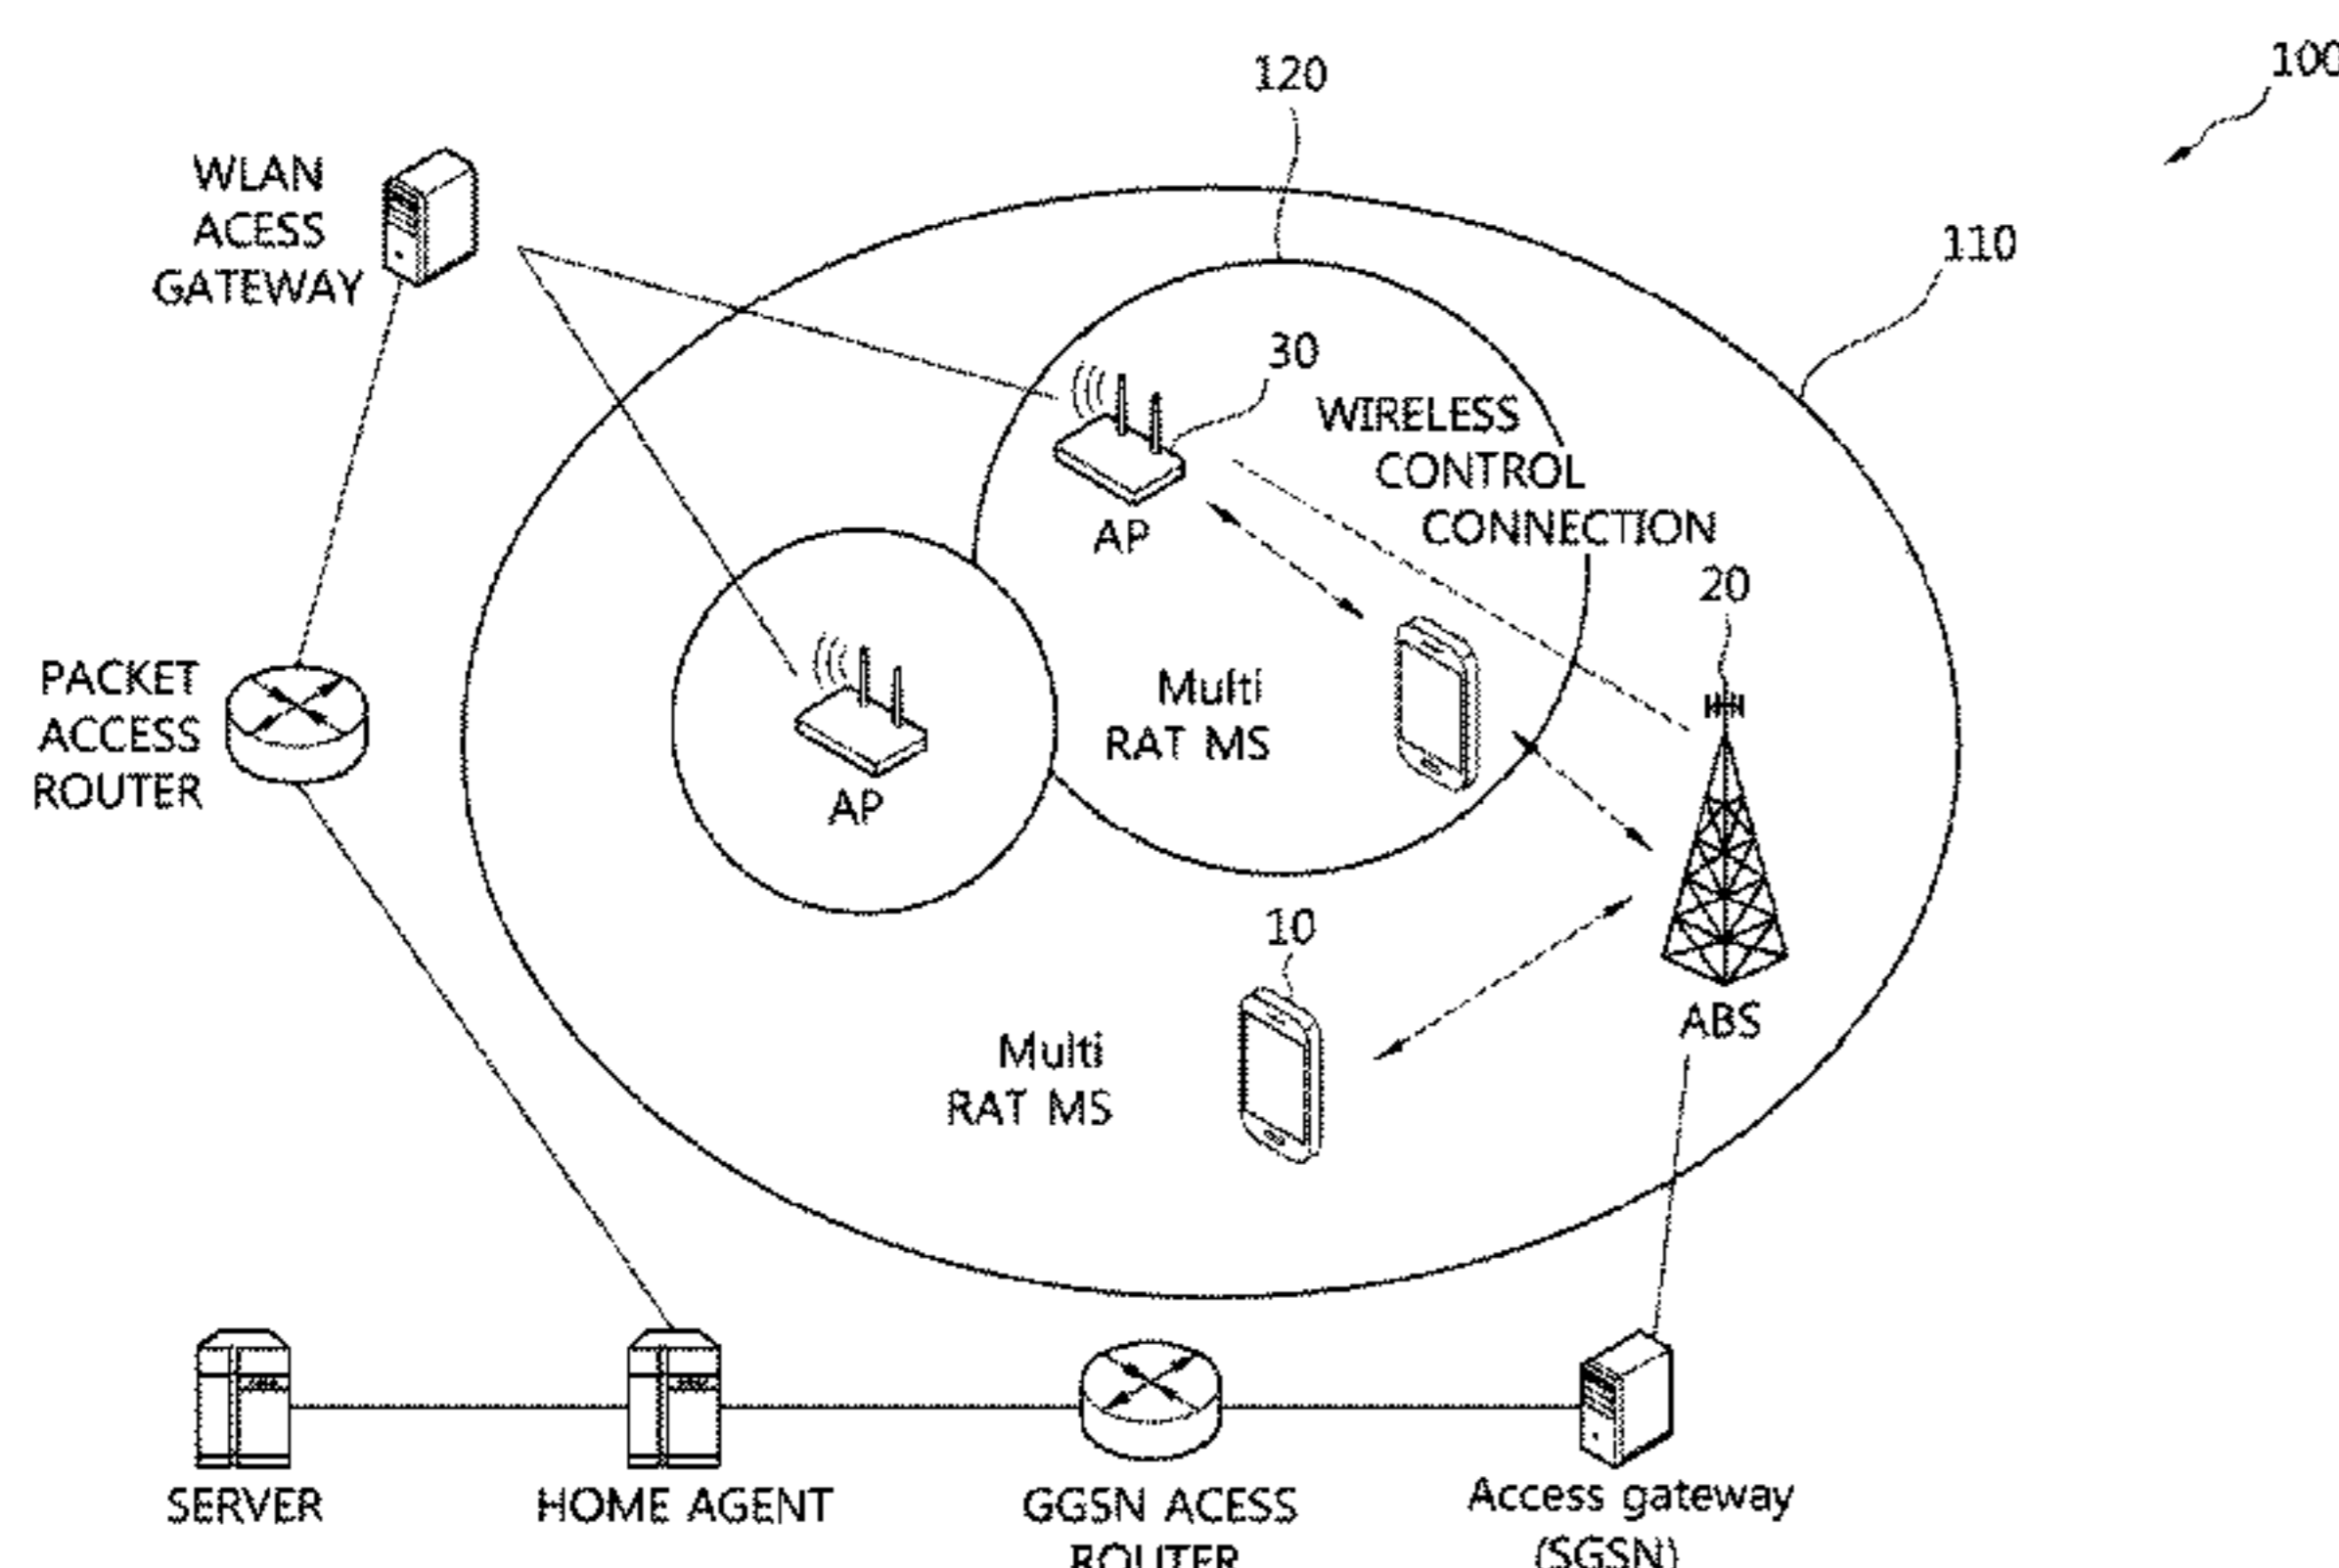 100
120
110
WLAN
ACESS
GATEWAY
30
WIRELESS
CONTROL
CONNECTION
AP
20
PACKET
ACCESS
ROUTER
Multi
RAT MS
AP
10
ABS
Multi
RAT MS
SERVER
HOME AGENT
GGSN ACESS
ROUTER
Access gateway
(SGSN)